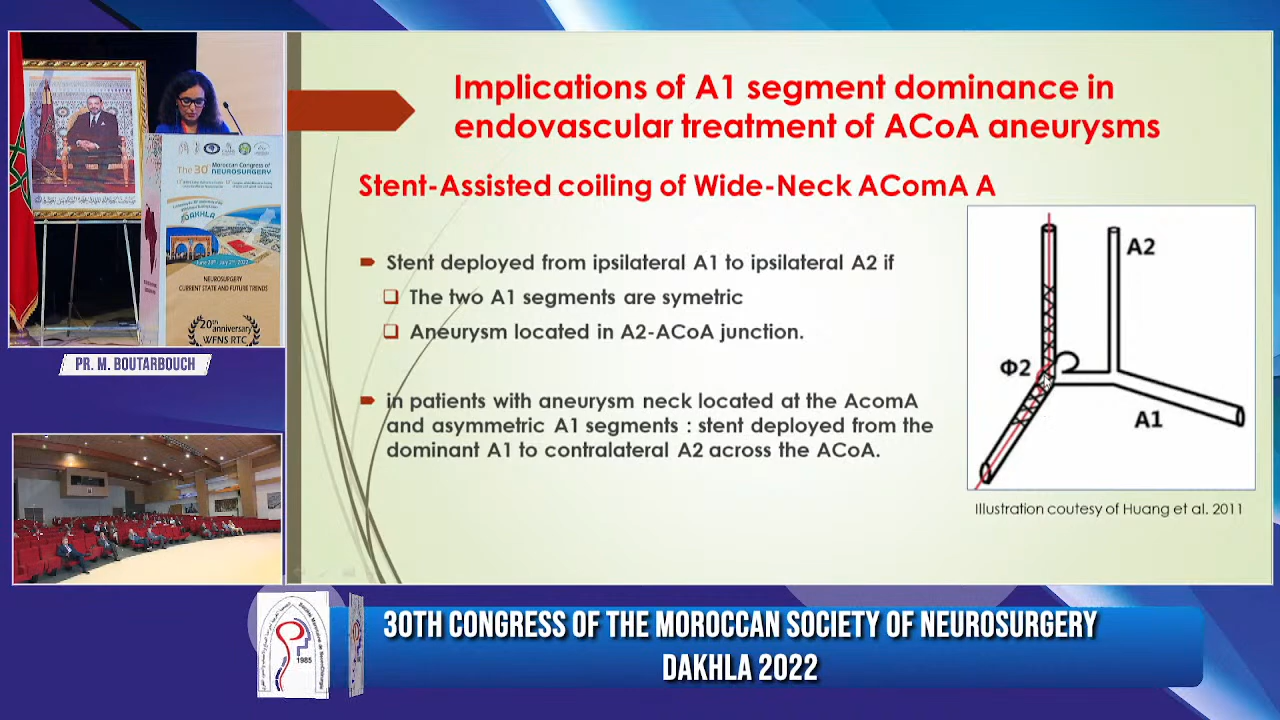 Implications of A1 segment dominance in
endovascular treatment of ACoA aneurysms
Stent-Assisted coiling of Wide-Neck AComA A
Stent deployed from ipsilateral A1 to ipsilateral A2 if
The two A1 segments are symetric
Aneurysm located in A2-ACoA junction.
in patients with aneurysm neck located at the AcomA
and asymmetric A1 segments : stent deployed from the
dominant A1 to contralateral A2 across the ACoA.
A2
Φ2
A1
Illustration coutesy of Huang et al. 2011
The 30 Moroccan Congress of
NEUROSURGERY
DAKHLA
NEUROSURGERY
CURRENT STATE AND FUTURE TRENDS
20th
anniversary
WFNS RTC
PR. M. BOUTARBOUCH
1985
30TH CONGRESS OF THE MOROCCAN SOCIETY OF NEUROSURGERY
DAKHLA 2022